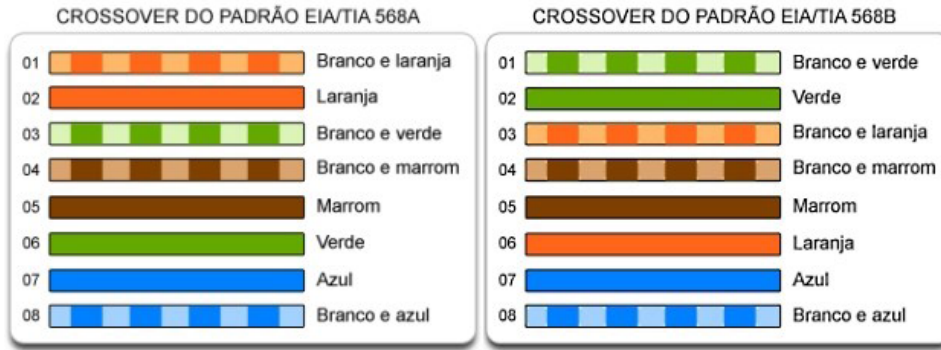 CROSSOVER DO PADRÃO EIA/TIA 568A
01 Branco e laranja
02 Laranja
03 Branco e verde
04 Branco e marrom
05 Marrom
06 Verde
07 Azul
08 Branco e azul
CROSSOVER DO PADRÃO EIA/TIA 568B
01 Branco e verde
02 Verde
03 Branco e laranja
04 Branco e marrom
05 Marrom
06 Laranja
07 Azul
08 Branco e azul